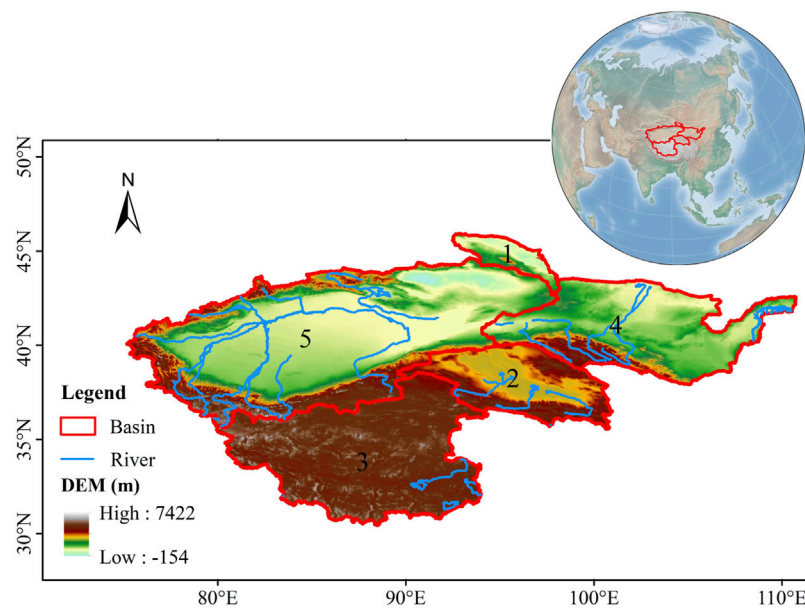 50°N
N
45°N
1
4
40°N
5
2
Legend
Basin
35°N
River
3
DEM (m)
High : 7422
30°N
Low : -154
80°E
90°E
100°E
110°E